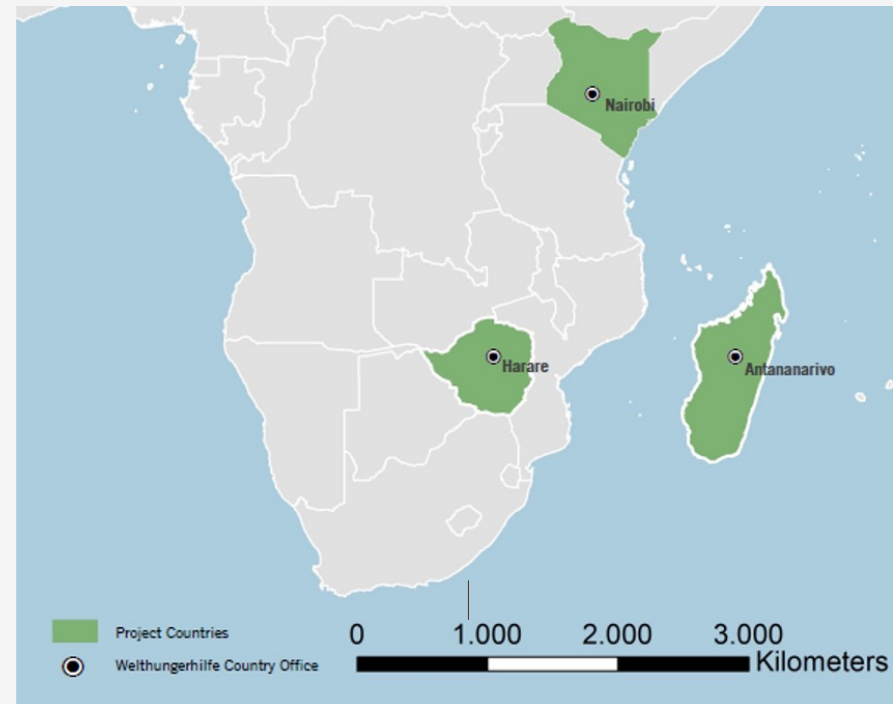 Nairobi
Harare
Antananarivo
Project Countries
Welthungerhilfe Country Office
0 1.000 2.000 3.000
Kilometers